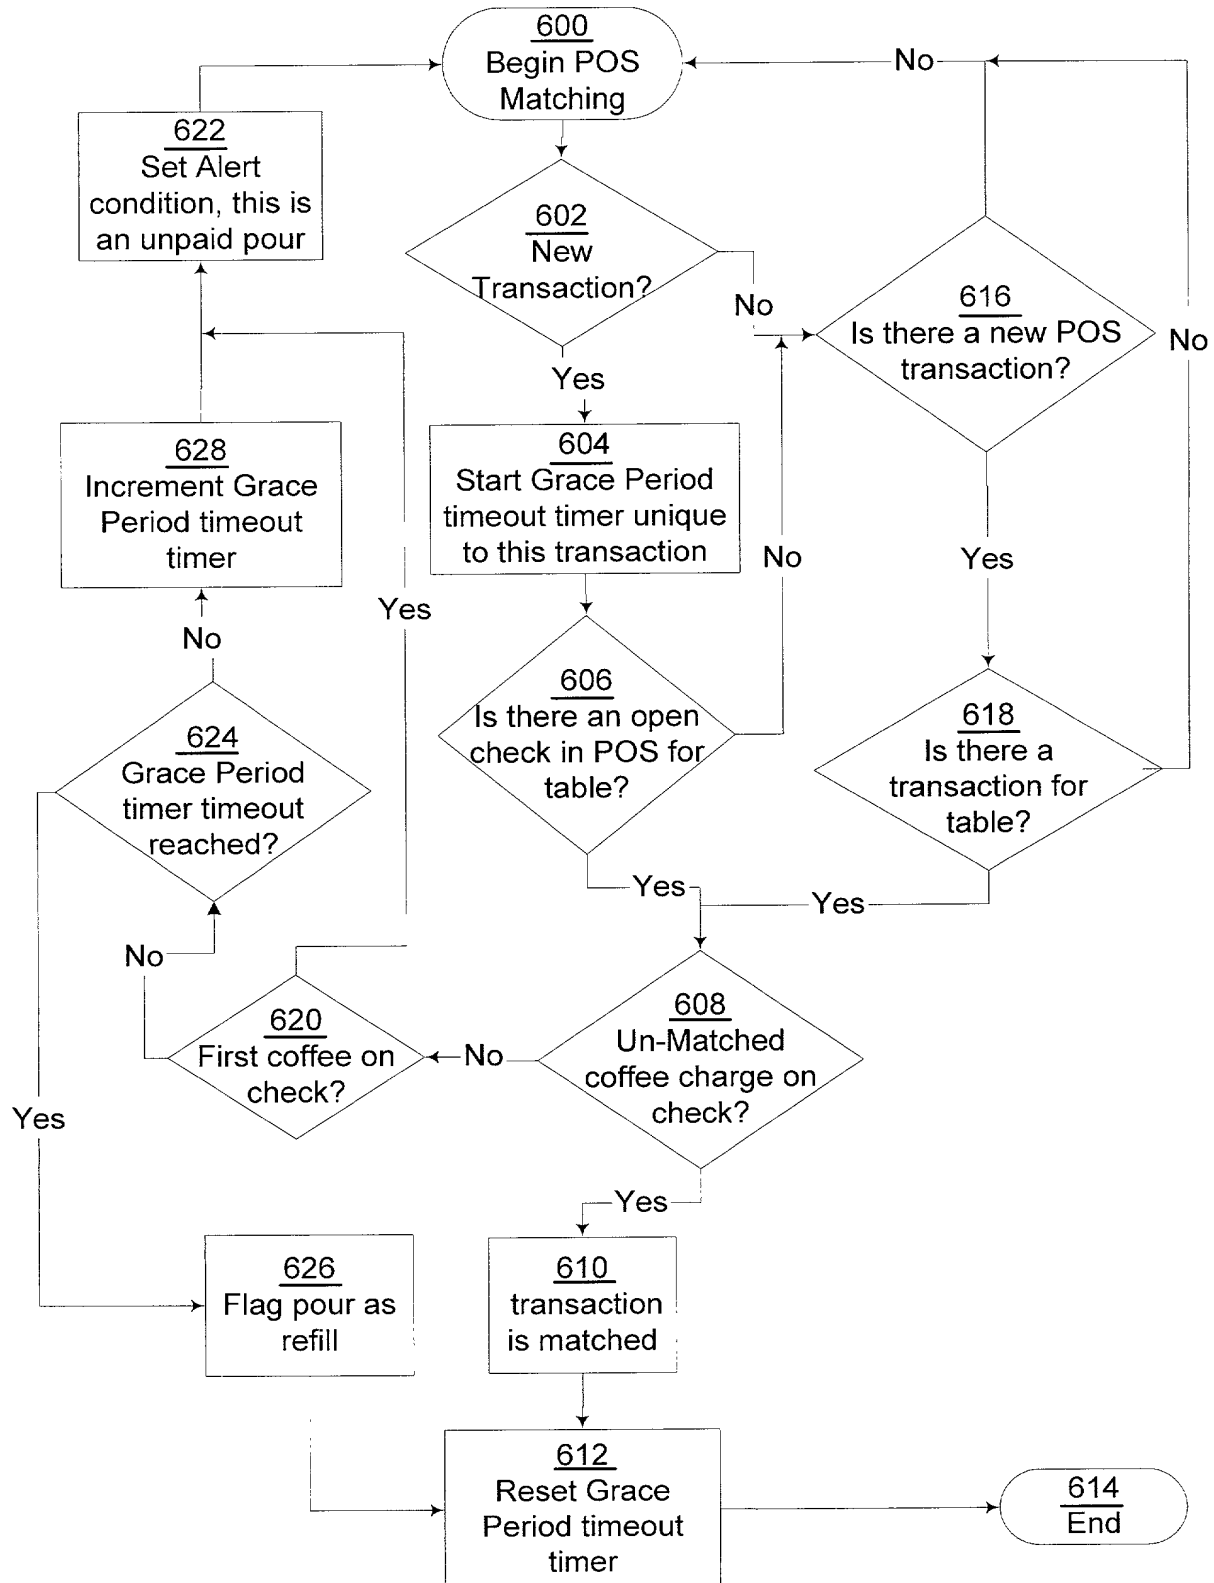 600
Begin POS
Matching
No
622
Set Alert
condition, this is
an unpaid pour
602
New
Transaction?
No
616
Is there a new POS
transaction?
No
Yes
628
Increment Grace
Period timeout
timer
604
Start Grace Period
timeout timer unique
to this transaction
No
Yes
Yes
No
606
Is there an open
check in POS for
table?
618
Is there a
transaction for
table?
624
Grace Period
timer timeout
reached?
Yes
Yes
No
620
First coffee on
check?
No
608
Un-Matched
coffee charge on
check?
Yes
Yes
626
Flag pour as
refill
610
transaction
is matched
612
Reset Grace
Period timeout
timer
614
End